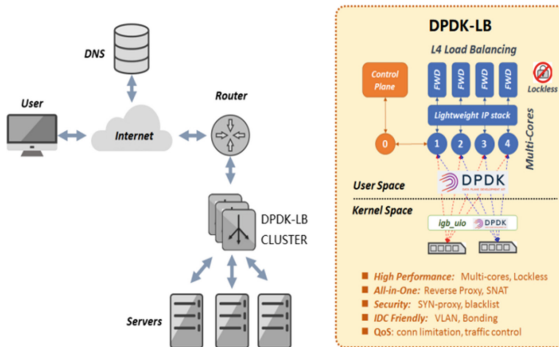 DNS
User
Internet
Router
DPDK-LB
CLUSTER
Servers
DPDK-LB
L4 Load Balancing
Control
Plane
FWD
FWD
FWD
FWD
Lockless
Lightweight IP stack
Multi-Cores
0
1
2
3
4
DPDK
User Space
Kernel Space
igb_uio
DPDK
High Performance: Multi-cores, Lockless
All-in-One: Reverse Proxy, SNAT
Security: SYN-proxy, blacklist
IDC Friendly: VLAN, Bonding
QoS: conn limitation, traffic control